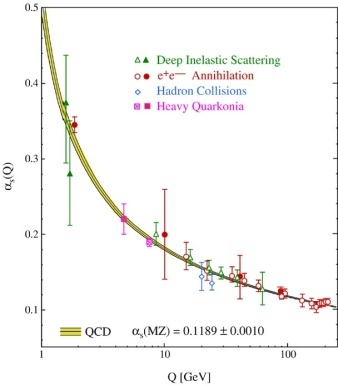 0.5
Deep Inelastic Scattering
e⁺e⁻ Annihilation
Hadron Collisions
Heavy Quarkonia
0.4
0.3
αₛ(Q)
0.2
0.1
QCD αₛ(MZ) = 0.1189 ± 0.0010
1 10 100
Q [GeV]